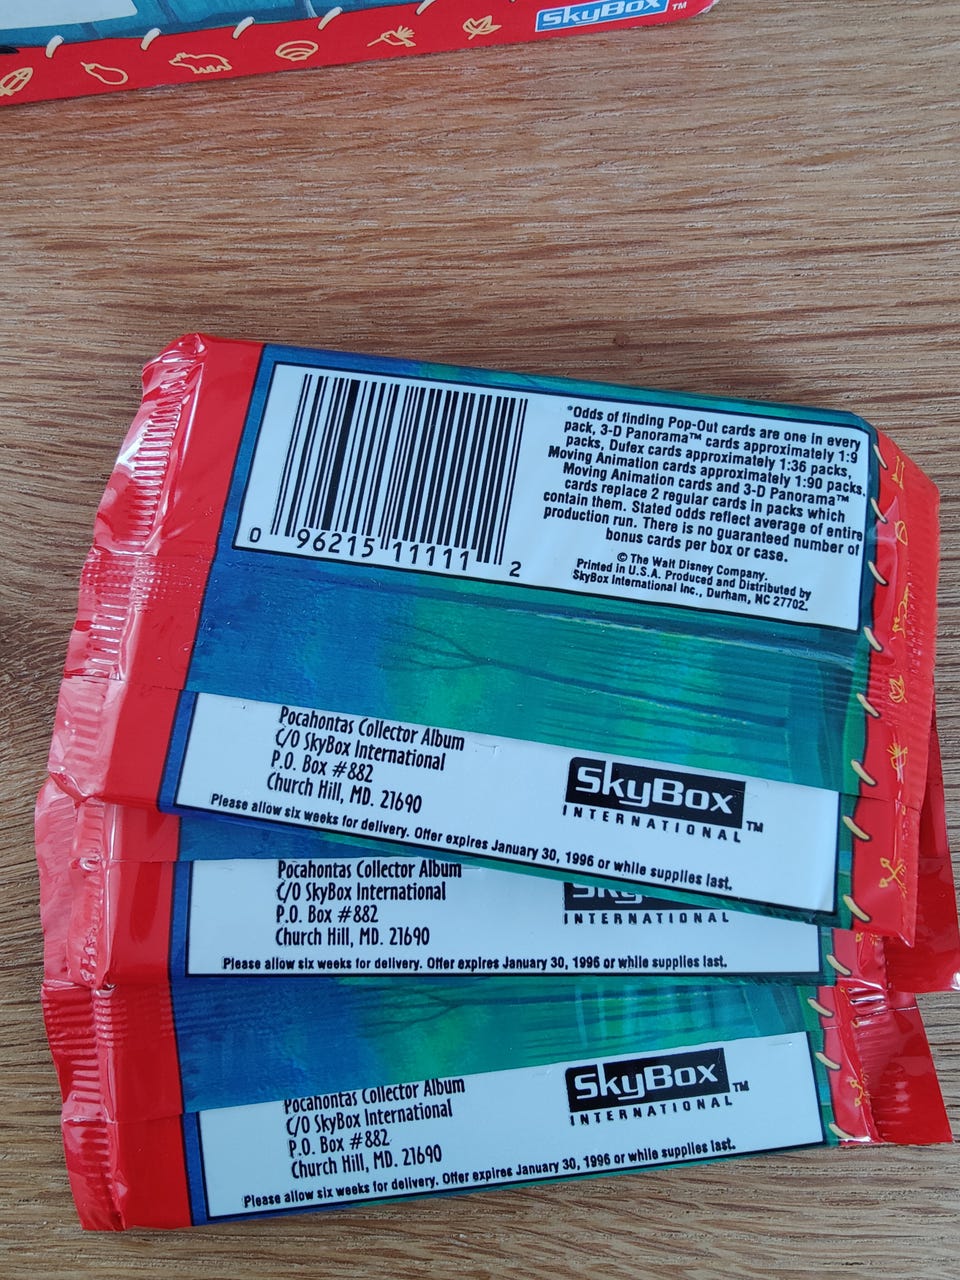 SkyBox™
*Odds of finding Pop-Out cards are one in every
pack, 3-D Panorama™ cards approximately 1:9
packs, Dufex cards approximately 1:36 packs,
Moving Animation cards approximately 1:90 packs.
Moving Animation cards and 3-D Panorama™
cards replace 2 regular cards in packs which
contain them. Stated odds reflect average of entire
production run. There is no guaranteed number of
bonus cards per box or case.
© The Walt Disney Company.
Printed in U.S.A. Produced and Distributed by
SkyBox International Inc., Durham, NC 27702.
0 96215 11111 2
Pocahontas Collector Album
C/O SkyBox International
P.O. Box #882
Church Hill, MD. 21690
SkyBox™
INTERNATIONAL
Please allow six weeks for delivery. Offer expires January 30, 1996 or while supplies last.
Pocahontas Collector Album
C/O SkyBox International
P.O. Box #882
Church Hill, MD. 21690
INTERNATIONAL
Please allow six weeks for delivery. Offer expires January 30, 1996 or while supplies last.
Pocahontas Collector Album
C/O SkyBox International
P.O. Box #882
Church Hill, MD. 21690
SkyBox™
INTERNATIONAL
Please allow six weeks for delivery. Offer expires January 30, 1996 or while supplies last.